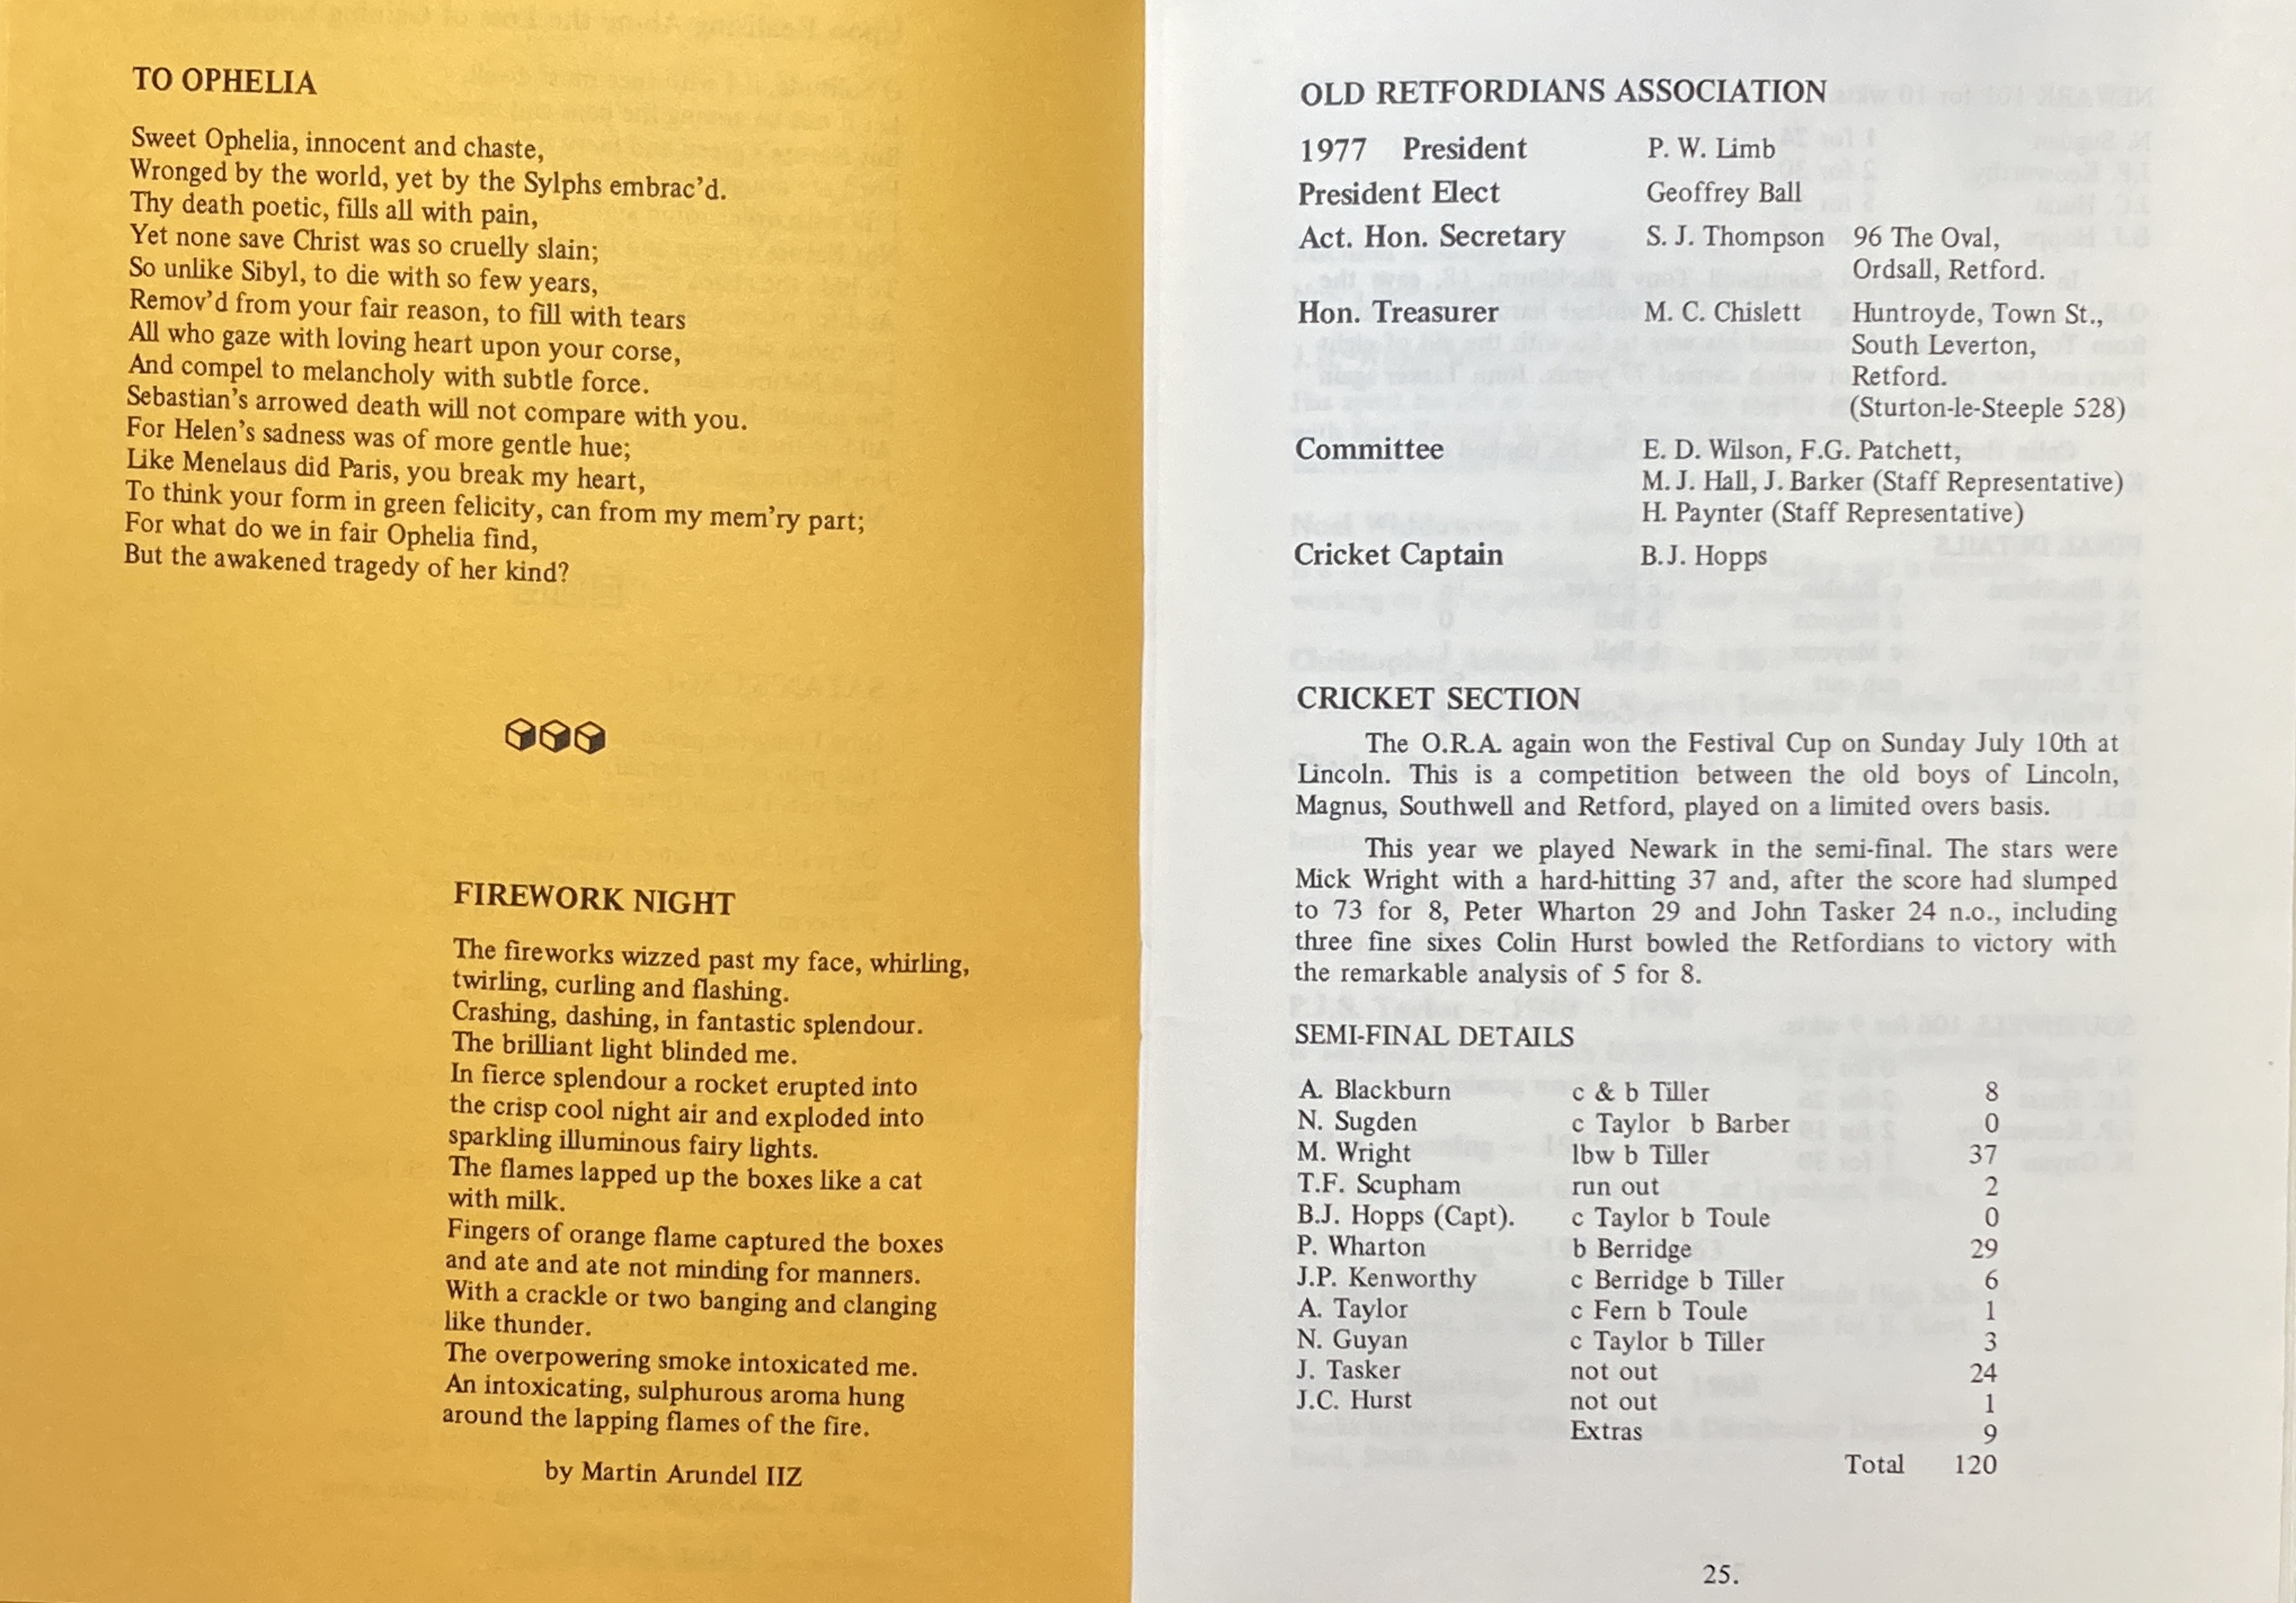 TO OPHELIA
Sweet Ophelia, innocent and chaste,
Wronged by the world, yet by the Sylphs embrac'd.
Thy death poetic, fills all with pain,
Yet none save Christ was so cruelly slain;
So unlike Sibyl, to die with so few years,
Remov'd from your fair reason, to fill with tears
All who gaze with loving heart upon your corse,
And compel to melancholy with subtle force.
Sebastian's arrowed death will not compare with you.
For Helen's sadness was of more gentle hue;
Like Menelaus did Paris, you break my heart,
To think your form in green felicity, can from my mem'ry part;
For what do we in fair Ophelia find,
But the awakened tragedy of her kind?
FIREWORK NIGHT
The fireworks wizzed past my face, whirling,
twirling, curling and flashing.
Crashing, dashing, in fantastic splendour.
The brilliant light blinded me.
In fierce splendour a rocket erupted into
the crisp cool night air and exploded into
sparkling illuminous fairy lights.
The flames lapped up the boxes like a cat
with milk.
Fingers of orange flame captured the boxes
and ate and ate not minding for manners.
With a crackle or two banging and clanging
like thunder.
The overpowering smoke intoxicated me.
An intoxicating, sulphurous aroma hung
around the lapping flames of the fire.
by Martin Arundel IIZ
OLD RETFORDIANS ASSOCIATION
1977 President P. W. Limb
President Elect Geoffrey Ball
Act. Hon. Secretary S. J. Thompson 96 The Oval,
Ordsall, Retford.
Hon. Treasurer M. C. Chislett Huntroyde, Town St.,
South Leverton,
Retford.
(Sturton-le-Steeple 528)
Committee E. D. Wilson, F.G. Patchett,
M.J. Hall, J. Barker (Staff Representative)
H. Paynter (Staff Representative)
Cricket Captain B.J. Hopps
CRICKET SECTION
The O.R.A. again won the Festival Cup on Sunday July 10th at
Lincoln. This is a competition between the old boys of Lincoln,
Magnus, Southwell and Retford, played on a limited overs basis.
This year we played Newark in the semi-final. The stars were
Mick Wright with a hard-hitting 37 and, after the score had slumped
to 73 for 8, Peter Wharton 29 and John Tasker 24 n.o., including
three fine sixes Colin Hurst bowled the Retfordians to victory with
the remarkable analysis of 5 for 8.
SEMI-FINAL DETAILS
A. Blackburn c & b Tiller 8
N. Sugden c Taylor b Barber 0
M. Wright lbw b Tiller 37
T.F. Scupham run out 2
B.J. Hopps (Capt). c Taylor b Toule 0
P. Wharton b Berridge 29
J.P. Kenworthy c Berridge b Tiller 6
A. Taylor c Fern b Toule 1
N. Guyan c Taylor b Tiller 3
J. Tasker not out 24
J.C. Hurst not out 1
Extras 9
Total 120
25.